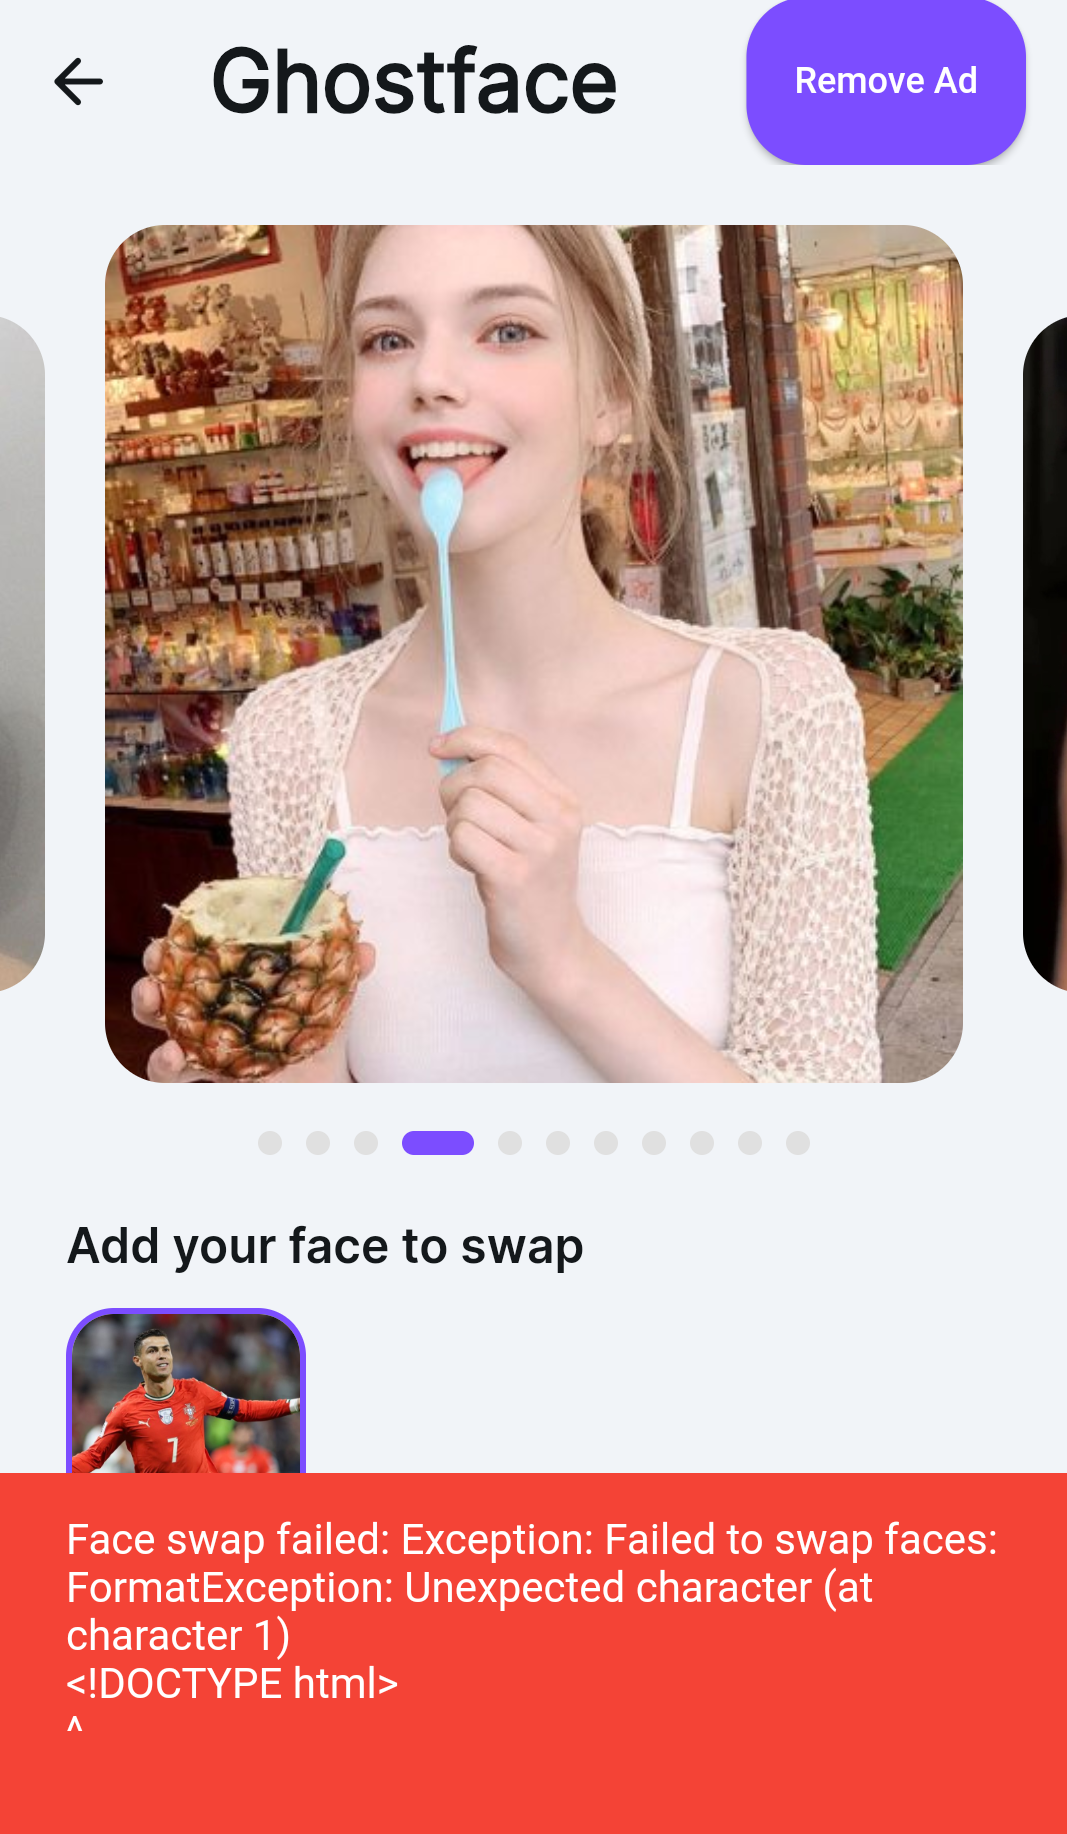 Ghostface
Remove Ad
Add your face to swap
7
Face swap failed: Exception: Failed to swap faces:
FormatException: Unexpected character (at
character 1)
<!DOCTYPE html>
^